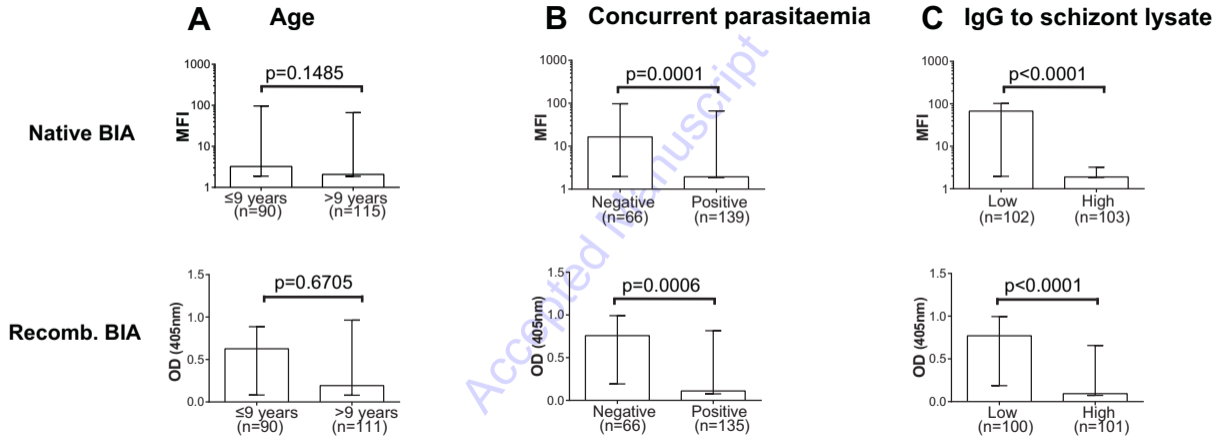 A Age
B Concurrent parasitaemia
C IgG to schizont lysate
Native BIA
MFI
1000
100
10
1
p=0.1485
≤9 years
(n=90)
>9 years
(n=115)
MFI
1000
100
10
1
p=0.0001
Negative
(n=66)
Positive
(n=139)
MFI
1000
100
10
1
p<0.0001
Low
(n=102)
High
(n=103)
Recomb. BIA
OD (405nm)
1.5
1.0
0.5
0.0
p=0.6705
≤9 years
(n=90)
>9 years
(n=111)
OD (405nm)
1.5
1.0
0.5
0.0
p=0.0006
Negative
(n=66)
Positive
(n=135)
OD (405nm)
1.5
1.0
0.5
0.0
p<0.0001
Low
(n=100)
High
(n=101)
Accepted Manuscript